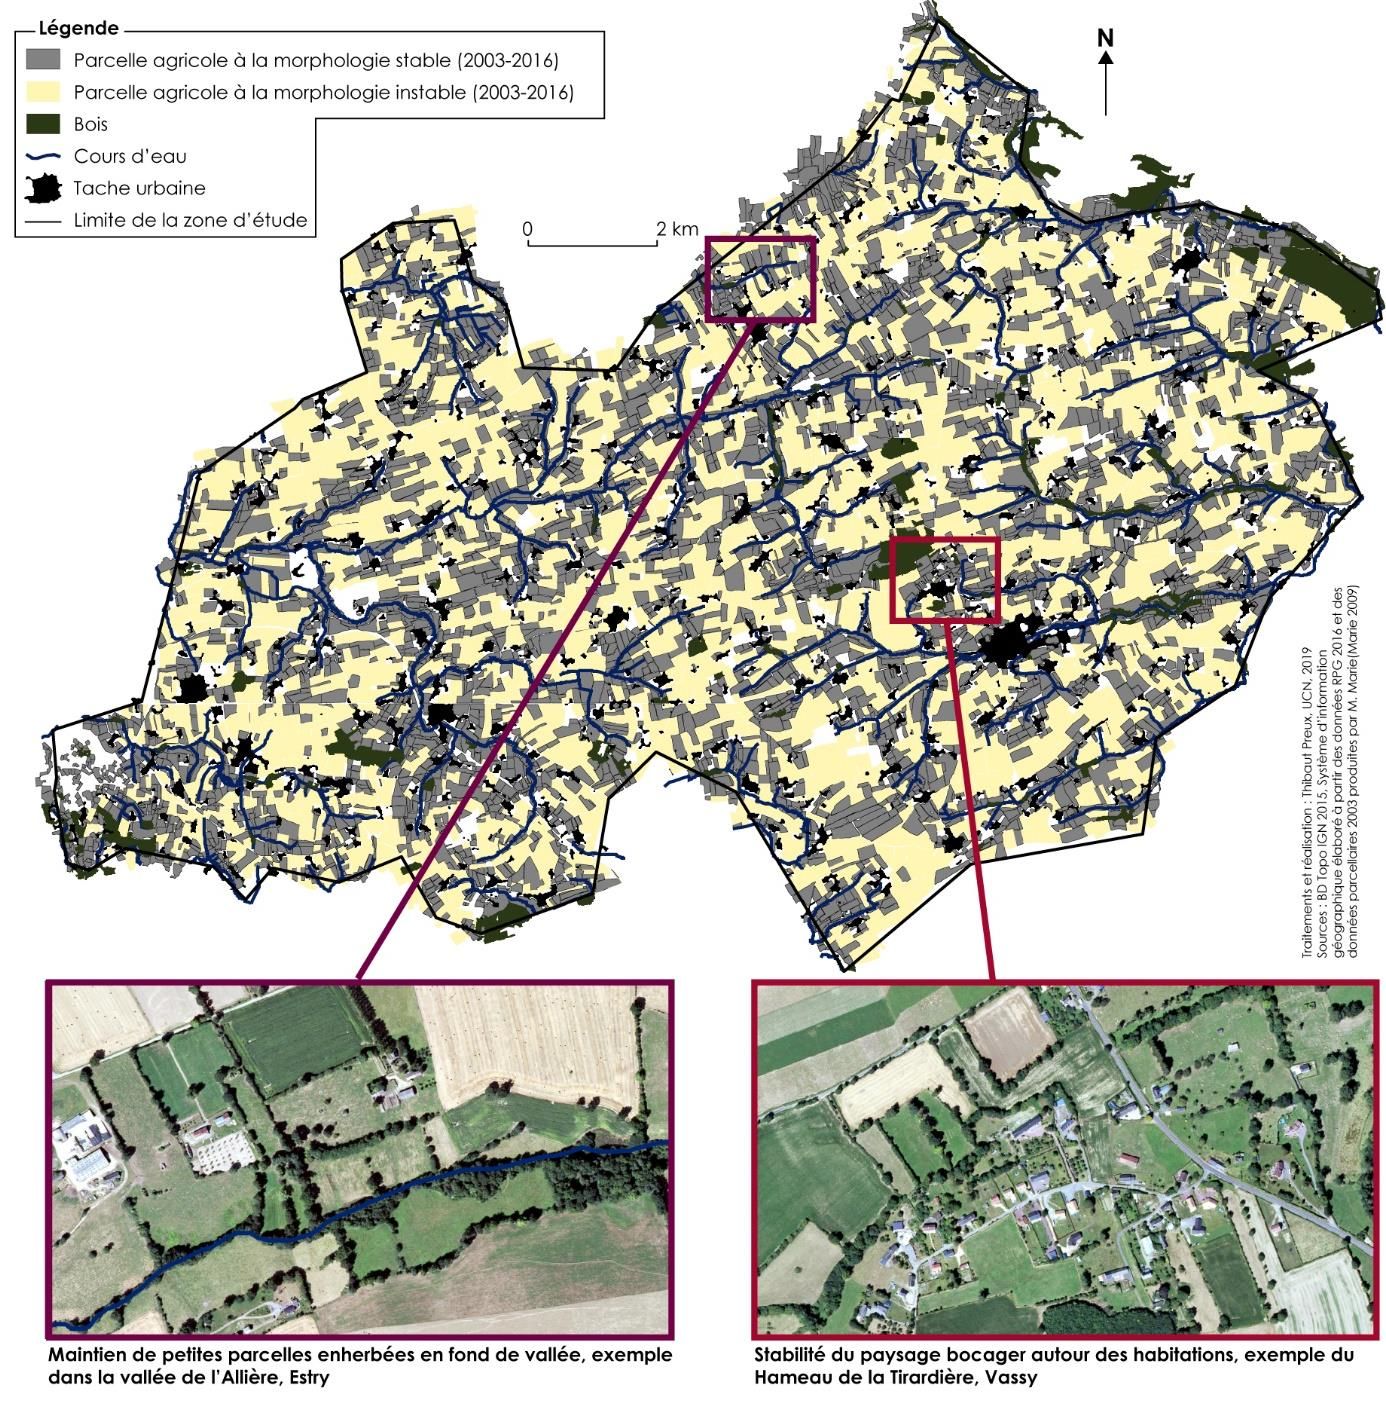 Légende
Parcelle agricole à la morphologie stable (2003-2016)
Parcelle agricole à la morphologie instable (2003-2016)
Bois
Cours d'eau
Tache urbaine
Limite de la zone d'étude
N
0 2 km
Traitements et réalisation : Thibaut Preux, UCN, 2019
Sources : BD Topo IGN 2015, Système d'information
géographique élaboré à partir des données RPG 2016 et des
données parcellaires 2003 produites par M. Marie(Marie 2009)
Maintien de petites parcelles enherbées en fond de vallée, exemple
dans la vallée de l'Allière, Estry
Stabilité du paysage bocager autour des habitations, exemple du
Hameau de la Tirardière, Vassy